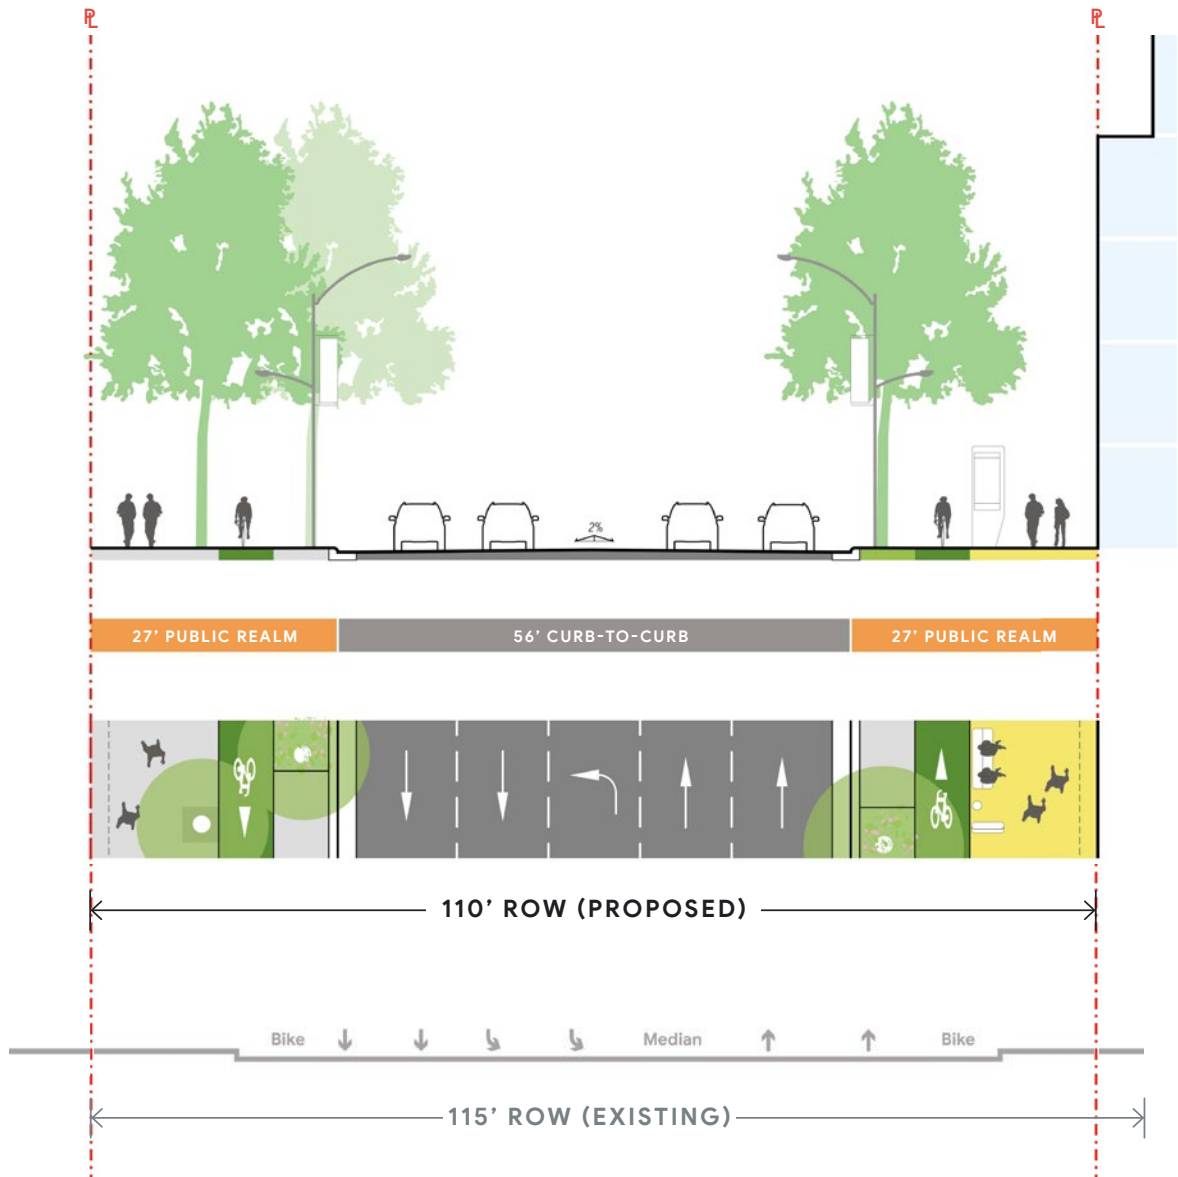 PL PL
2%
27’ PUBLIC REALM 56’ CURB-TO-CURB 27’ PUBLIC REALM
110’ ROW (PROPOSED)
Bike Median Bike
115’ ROW (EXISTING)